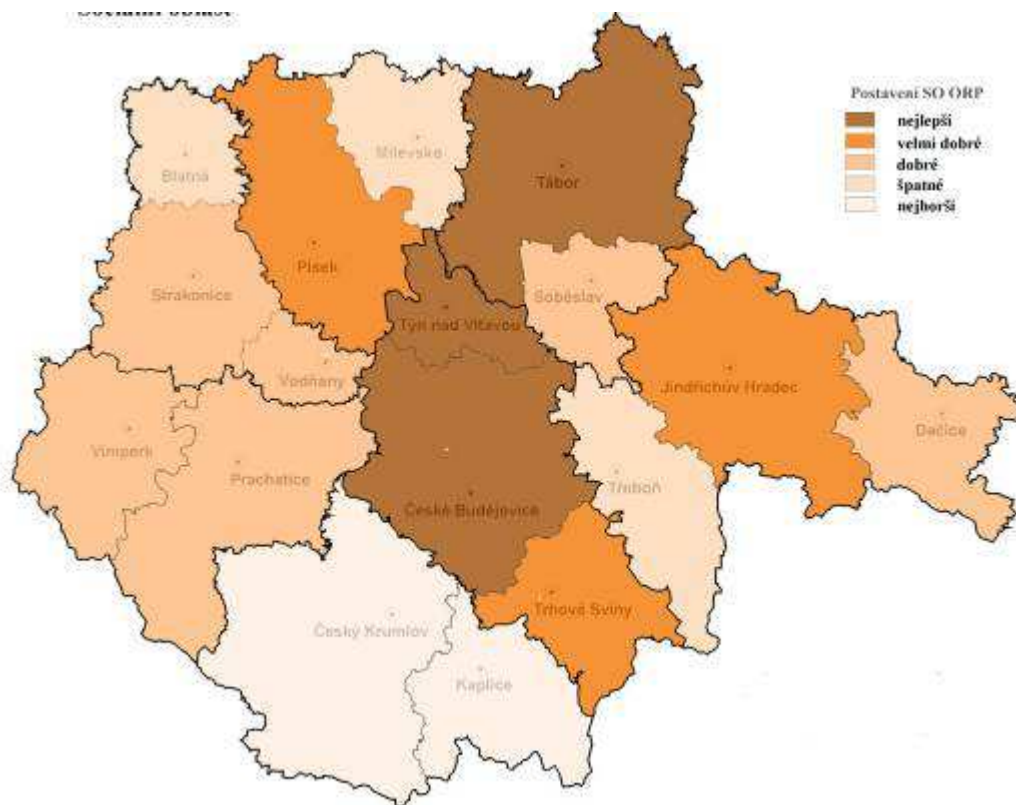 Postavení SO ORP
nejlepší
velmi dobré
dobré
špatné
nejhorší
Milevsko
Blatná
Tábor
Písek
Strakonice
Soběslav
Týn nad Vltavou
Vodňany
Jindřichův Hradec
Dačice
Vimperk
Prachatice
Třeboň
České Budějovice
Trhové Sviny
Český Krumlov
Kaplice